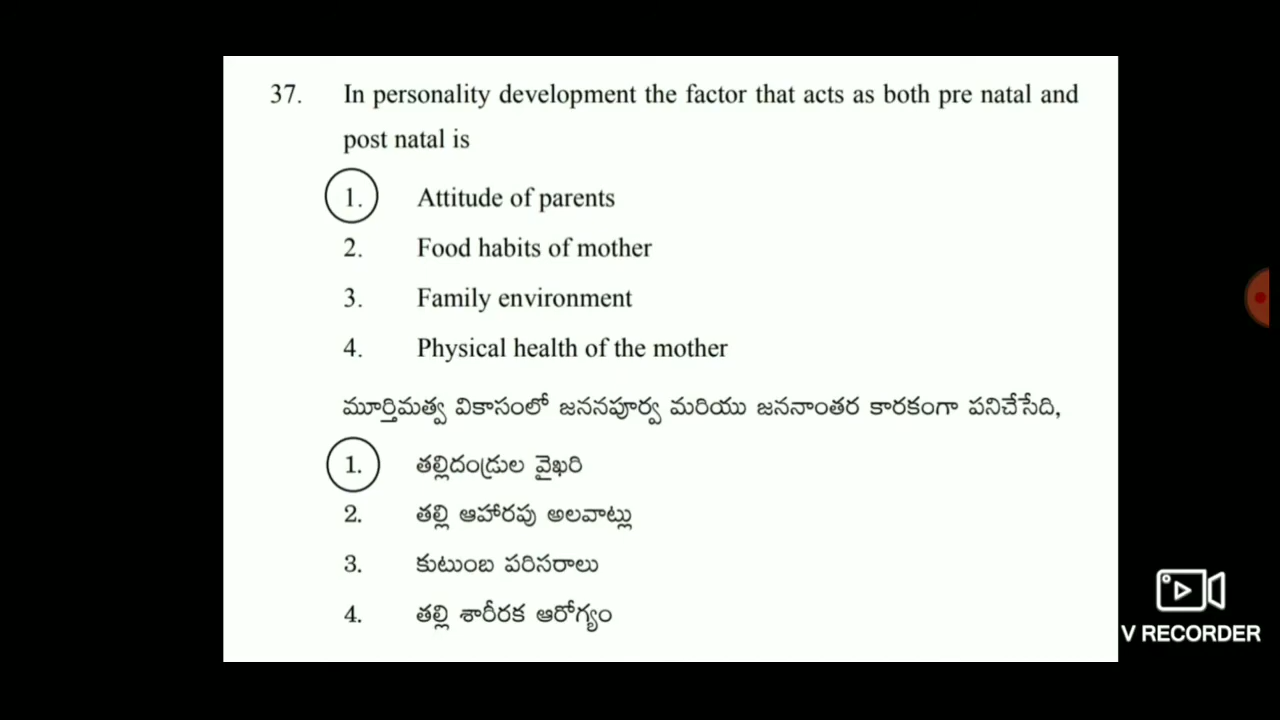 37. In personality development the factor that acts as both pre natal and
post natal is
1. Attitude of parents
2. Food habits of mother
3. Family environment
4. Physical health of the mother
మూర్తిమత్వ వికాసంలో జననపూర్వ మరియు జననాంతర కారకంగా పనిచేసేది,
1. తల్లిదండ్రుల వైఖరి
2. తల్లి ఆహారపు అలవాట్లు
3. కుటుంబ పరిసరాలు
4. తల్లి శారీరక ఆరోగ్యం
V RECORDER